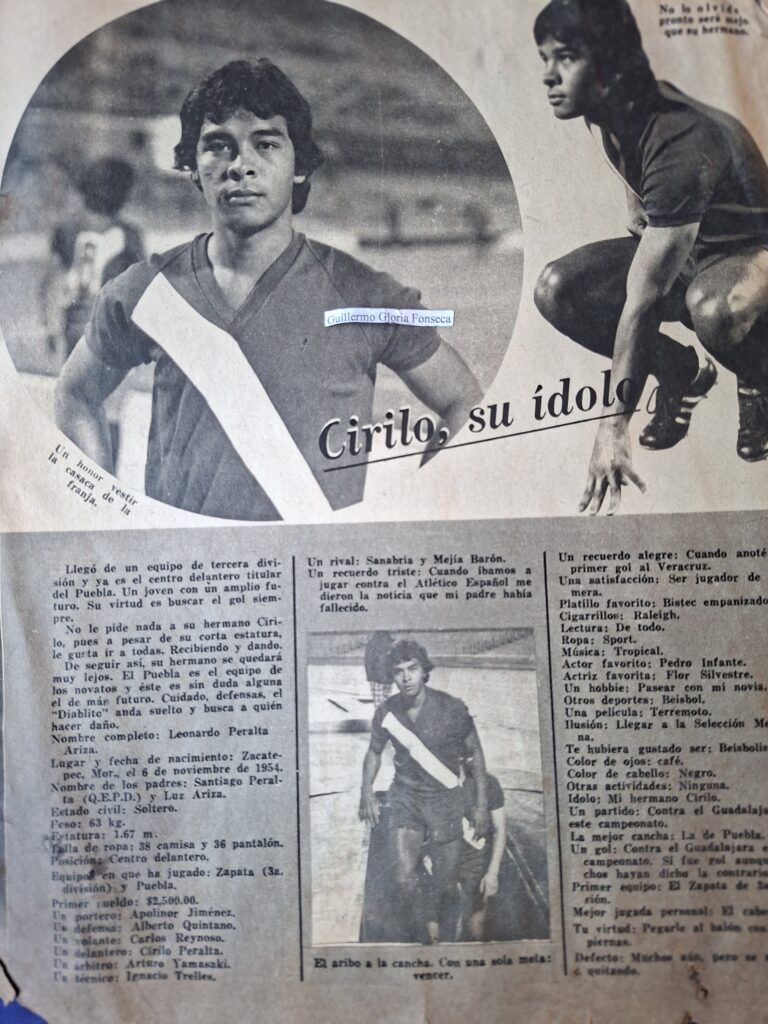 No lo olvide
pronto será mejo
que su hermano.
Guillermo Gloria Fonseca
Cirilo, su ídolo
Un honor vestir
la casaca de la
franja.
Llegó de un equipo de tercera divi-
sión y ya es el centro delantero titular
del Puebla. Un joven con un amplio fu-
turo. Su virtud es buscar el gol siem-
pre.
No le pide nada a su hermano Ciri-
lo, pues a pesar de su corta estatura,
le gusta ir a todas. Recibiendo y dando.
De seguir así, su hermano se quedará
muy lejos. El Puebla es el equipo de
los novatos y éste es sin duda alguna
el de más futuro. Cuidado, defensas, el
"Diablito" anda suelto y busca a quién
hacer daño.
Nombre completo: Leonardo Peralta
Ariza.
Lugar y fecha de nacimiento: Zacate-
pec, Mor., el 6 de noviembre de 1954.
Nombre de los padres: Santiago Peral-
ta (Q.E.P.D.) y Luz Ariza.
Estado civil: Soltero.
Peso: 63 kg.
Estatura: 1.67 m.
Talla de ropa: 38 camisa y 36 pantalón.
Posición: Centro delantero.
Equipos en que ha jugado: Zapata (3a.
división) y Puebla.
Primer sueldo: $2,500.00.
Un portero: Apolinor Jiménez.
Un defensa: Alberto Quintano.
Un volante: Carlos Reynoso.
Un delantero: Cirilo Peralta.
Un árbitro: Arturo Yamasaki.
Un técnico: Ignacio Trelles.
Un rival: Sanabria y Mejía Barón.
Un recuerdo triste: Cuando íbamos a
jugar contra el Atlético Español me
dieron la noticia que mi padre había
fallecido.
El aribo a la cancha. Con una sola meta:
vencer.
Un recuerdo alegre: Cuando anoté
primer gol al Veracruz.
Una satisfacción: Ser jugador de
mera.
Platillo favorito: Bistec empanizado
Cigarrillos: Raleigh.
Lectura: De todo.
Ropa: Sport.
Música: Tropical.
Actor favorito: Pedro Infante.
Actriz favorita: Flor Silvestre.
Un hobbie: Pasear con mi novia.
Otros deportes: Beisbol.
Una película: Terremoto.
Ilusión: Llegar a la Selección Me
na.
Te hubiera gustado ser: Beisbolis
Color de ojos: café.
Color de cabello: Negro.
Otras actividades: Ninguna.
Idolo: Mi hermano Cirilo.
Un partido: Contra el Guadalaja
este campeonato.
La mejor cancha: La de Puebla.
Un gol: Contra el Guadalajara e
campeonato. Sí fue gol aunqu
chos hayan dicho lo contrario
Primer equipo: El Zapata de 3a
sión.
Mejor jugada personal: El cabe
Tu virtud: Pegarle al balón con
piernas.
Defecto: Muchos aún, pero se
quitando.